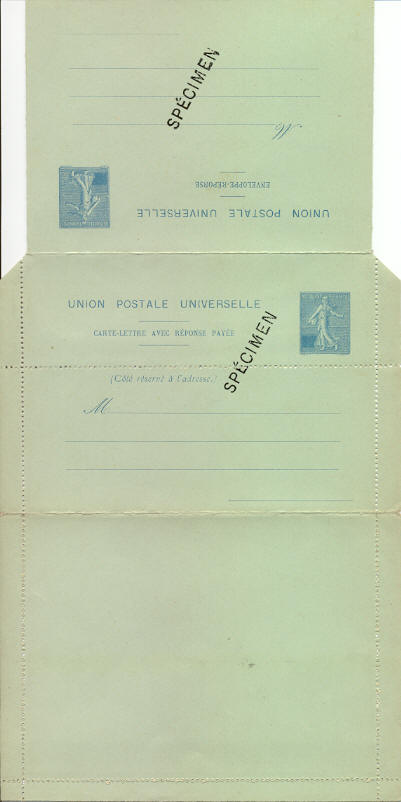 SPÉCIMEN
M
ENVELOPPE-RÉPONSE
UNION POSTALE UNIVERSELLE
UNION POSTALE UNIVERSELLE
CARTE-LETTRE AVEC RÉPONSE PAYÉE
SPÉCIMEN
(Côté réservé à l'adresse.)
M